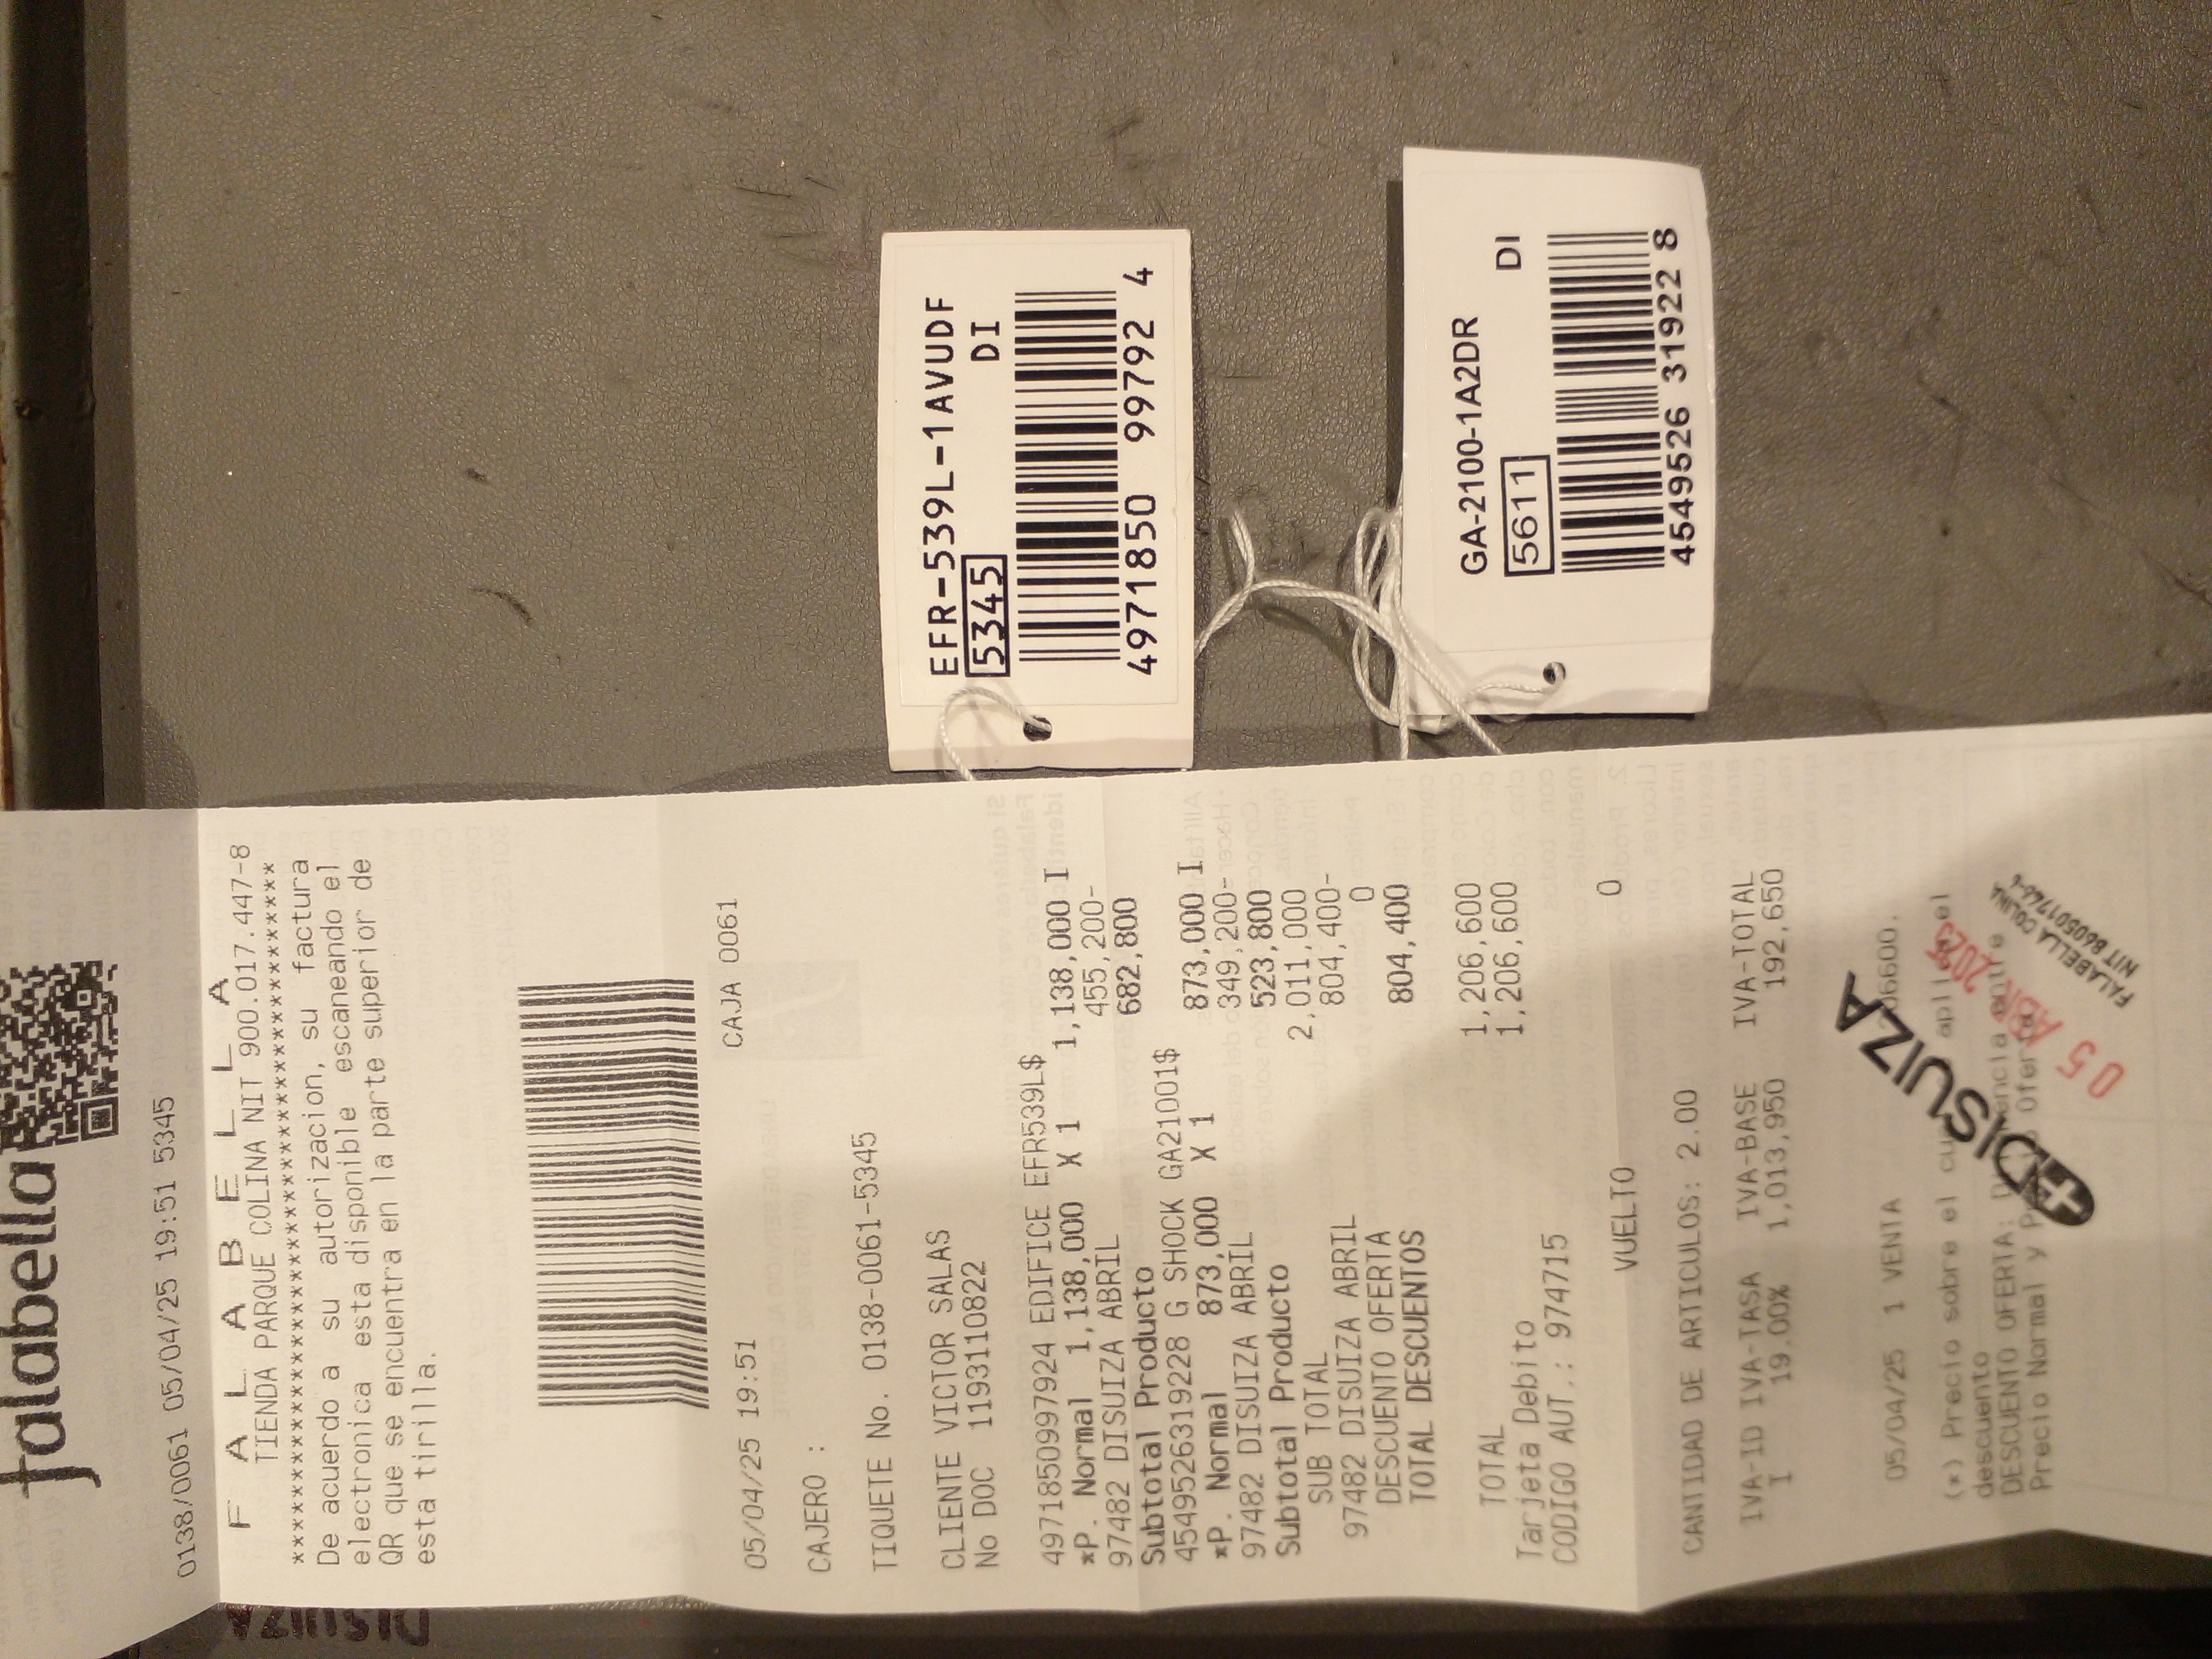 falabella
0138/0061 05/04/25 19:51 5345
F A L A B E L L A
TIENDA PARQUE COLINA NIT 900.017.447-8
****************************************
De acuerdo a su autorizacion, su factura
electronica esta disponible escaneando el
QR que se encuentra en la parte superior de
esta tirilla.
05/04/25 19:51 CAJA 0061
CAJERO :
TIQUETE No. 0138-0061-5345
CLIENTE VICTOR SALAS
No DOC 1193110822
4971850997924 EDIFICE EFR539L$
*P. Normal 1,138,000 X 1 1,138,000 I
97482 DISUIZA ABRIL 455,200-
Subtotal Producto 682,800
4549526319228 G SHOCK GA21001$
*P. Normal 873,000 X 1 873,000 I
97482 DISUIZA ABRIL 349,200-
Subtotal Producto 523,800
SUB TOTAL 2,011,000
97482 DISUIZA ABRIL 804,400-
DESCUENTO OFERTA 0
TOTAL DESCUENTOS 804,400
TOTAL 1,206,600
Tarjeta Debito 1,206,600
CODIGO AUT.: 974715
VUELTO 0
CANTIDAD DE ARTICULOS: 2.00
IVA-ID IVA-TASA IVA-BASE IVA-TOTAL
I 19.00% 1,013,950 192,650
05/04/25 1 VENTA
(*) Precio sobre el cual aplica el
descuento
DESCUENTO OFERTA: Diferencia entre
Precio Normal y Precio Oferta
DISUIZA
05 ABR 2025
FALABELLA COLINA
EFR-539L-1AVUDF
5345 DI
4971850 99792 4
GA-2100-1A2DR
5611 DI
4549526 31922 8
DISUIZA